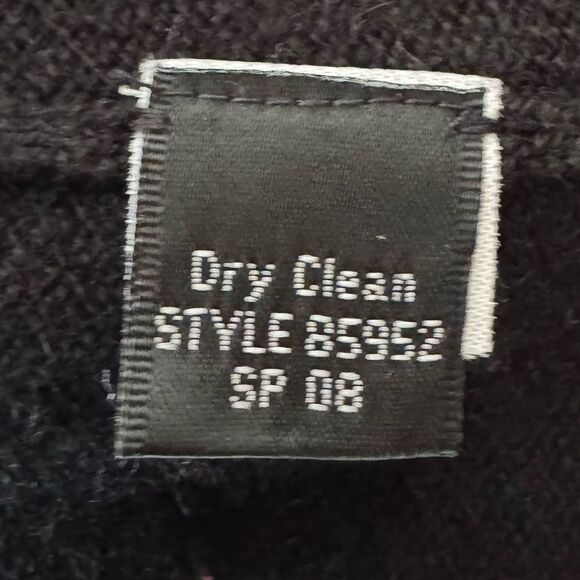 Dry Clean
STYLE 85952
SP 08